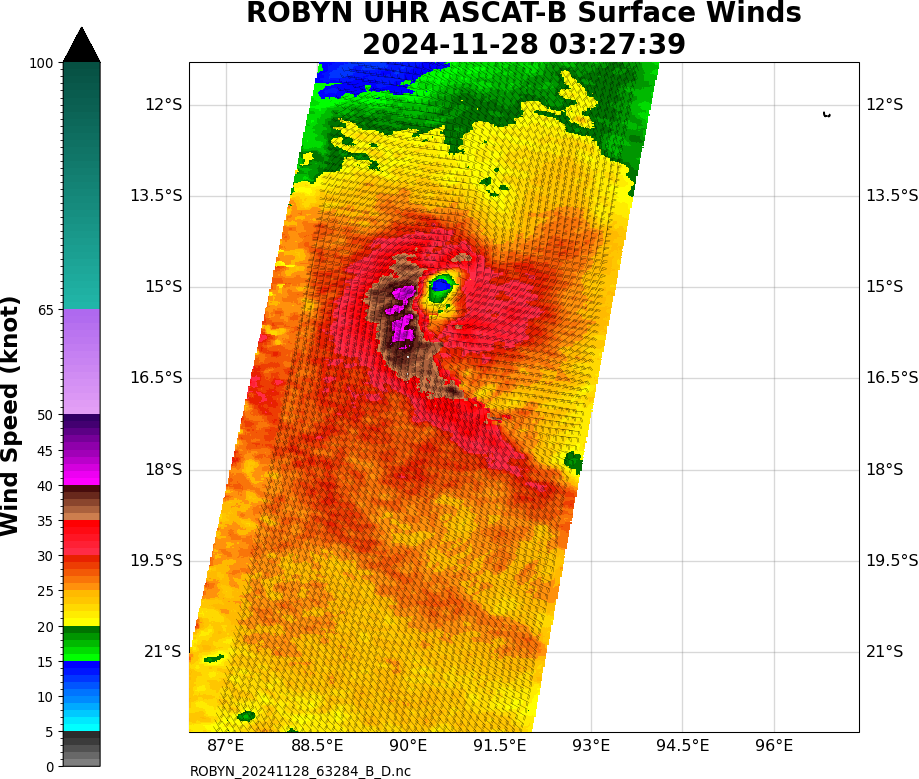 ROBYN UHR ASCAT-B Surface Winds
2024-11-28 03:27:39
Wind Speed (knot)
100
65
50
45
40
35
30
25
20
15
10
5
0
12°S
13.5°S
15°S
16.5°S
18°S
19.5°S
21°S
12°S
13.5°S
15°S
16.5°S
18°S
19.5°S
21°S
87°E 88.5°E 90°E 91.5°E 93°E 94.5°E 96°E
ROBYN_20241128_63284_B_D.nc